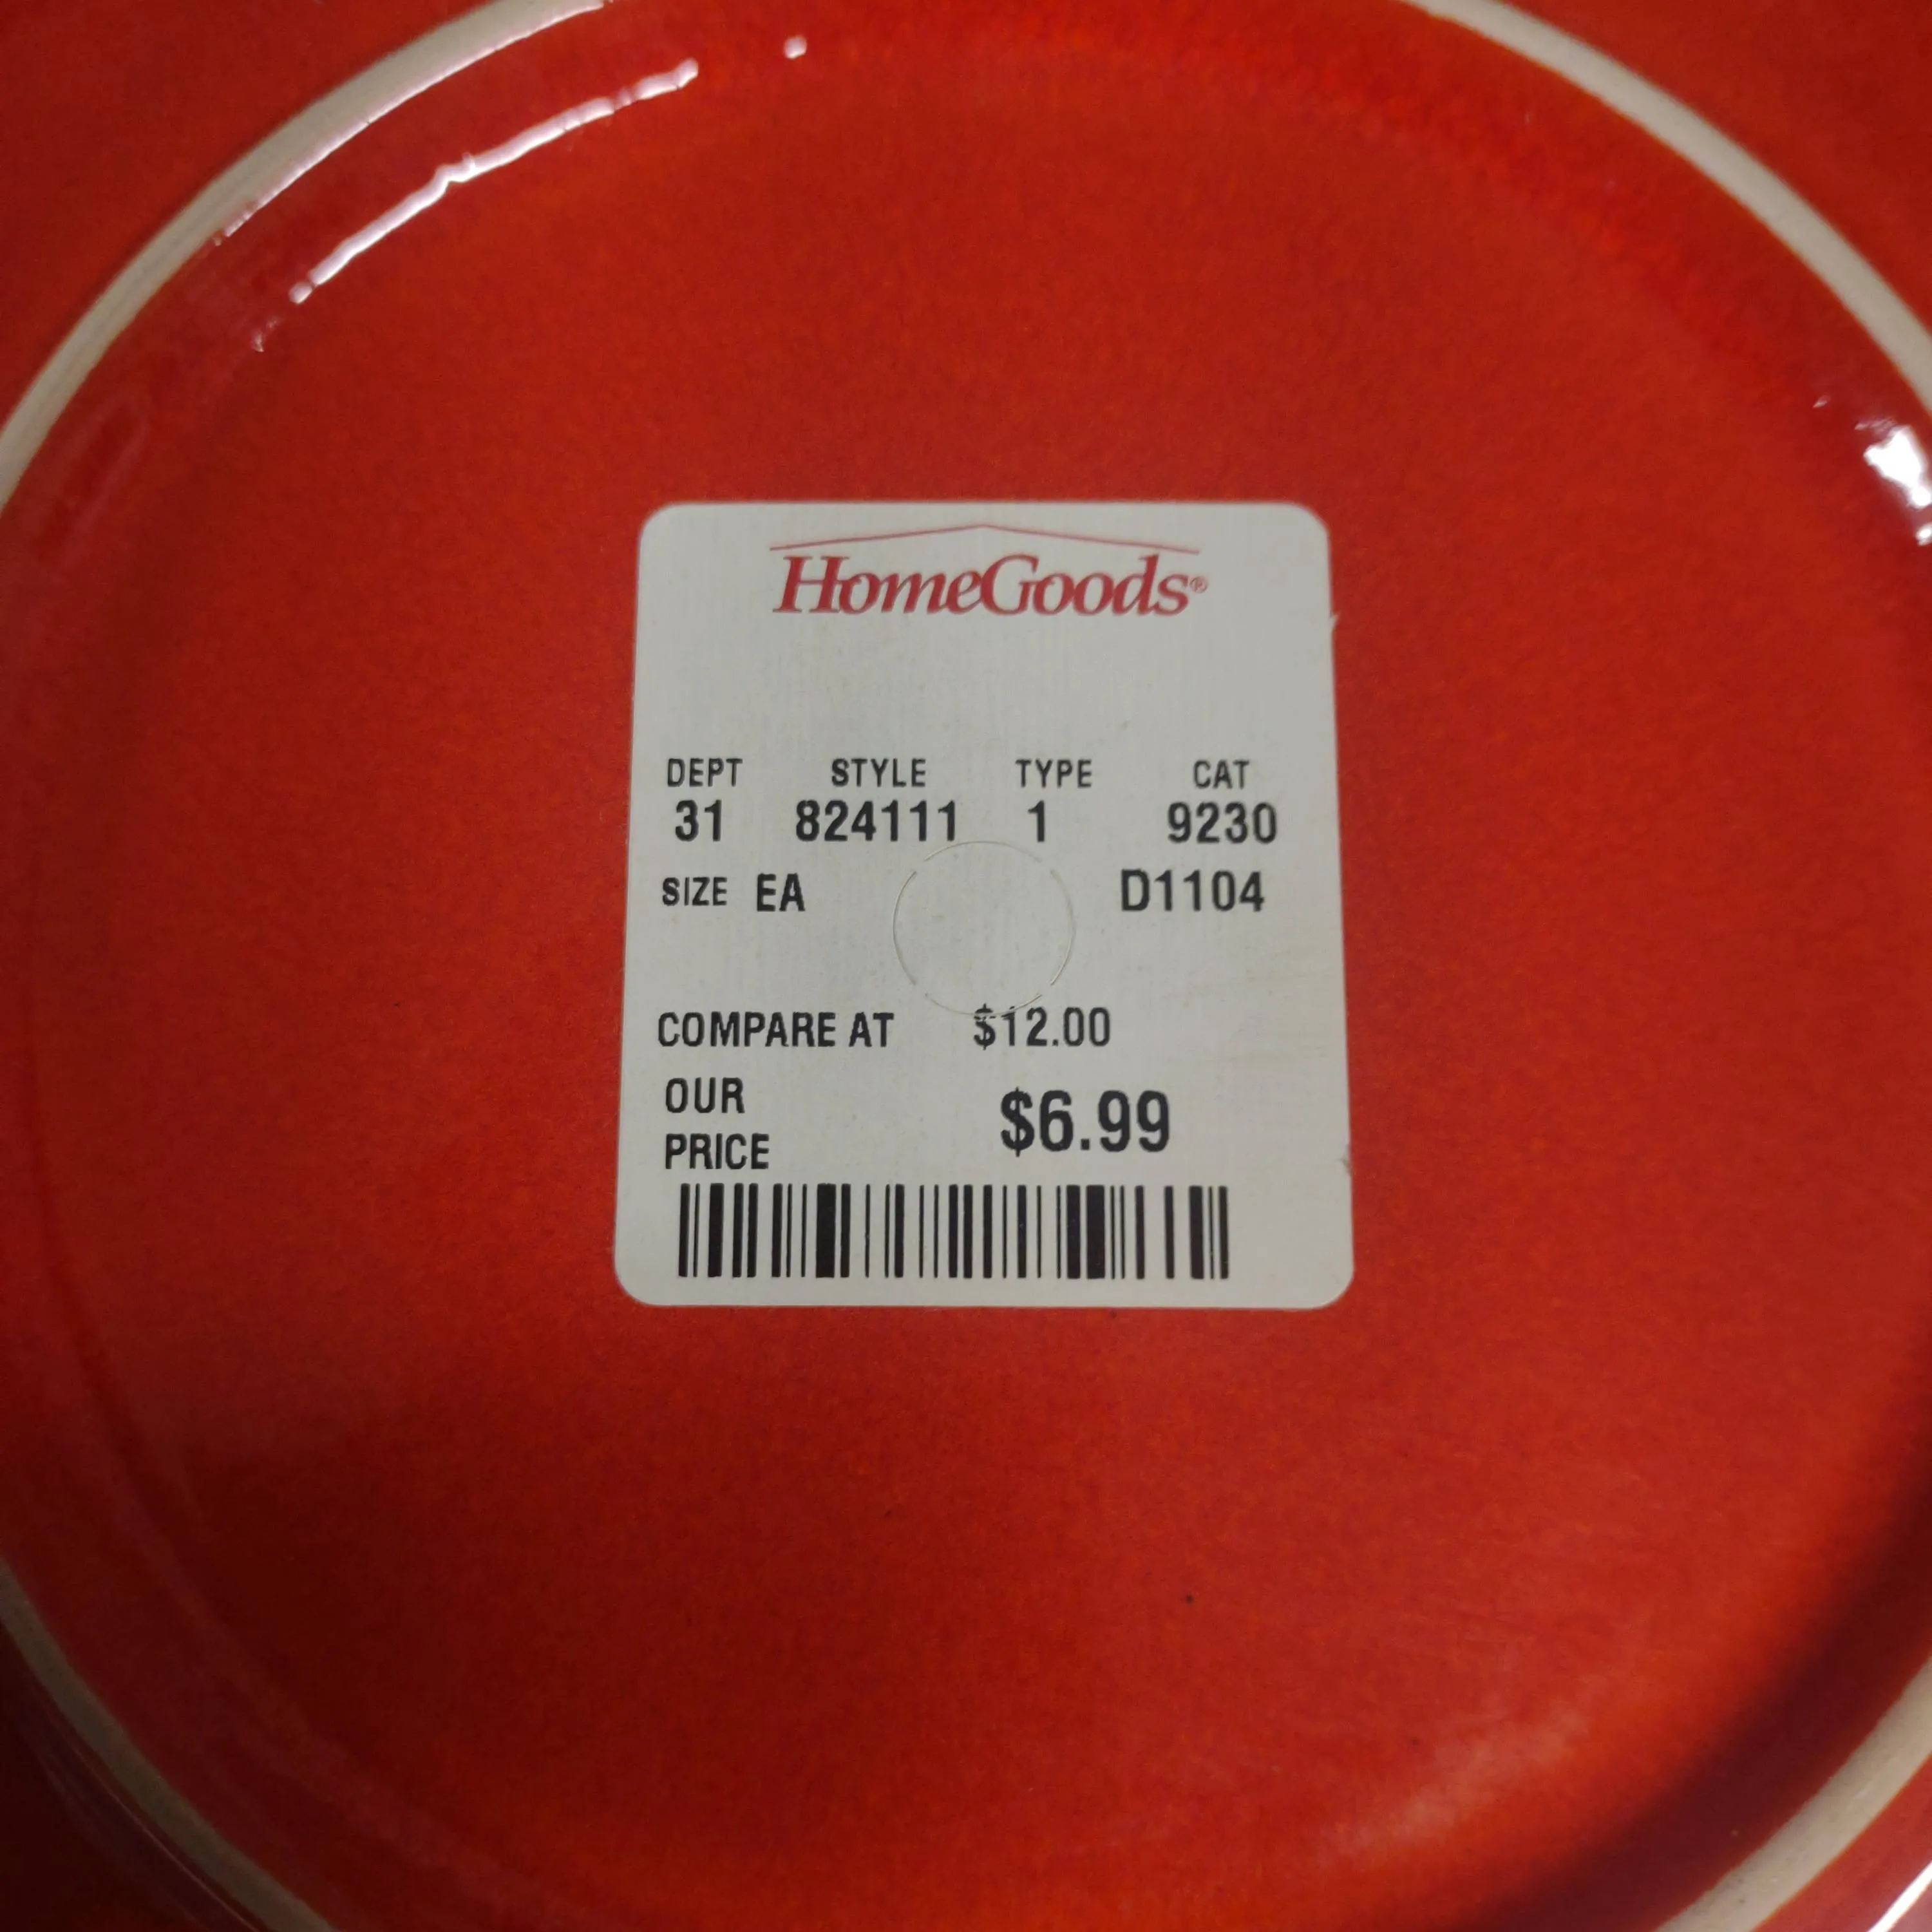 HomeGoods®
DEPT STYLE TYPE CAT
31 824111 1 9230
SIZE EA D1104
COMPARE AT $12.00
OUR
PRICE $6.99